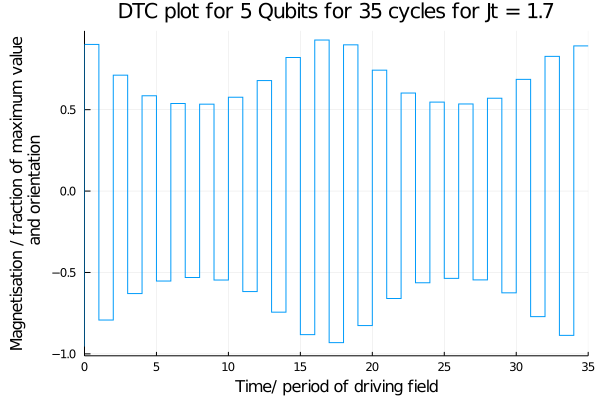 DTC plot for 5 Qubits for 35 cycles for Jt = 1.7
Magnetisation / fraction of maximum value
and orientation
0.5
0.0
−0.5
−1.0
0 5 10 15 20 25 30 35
Time/ period of driving field